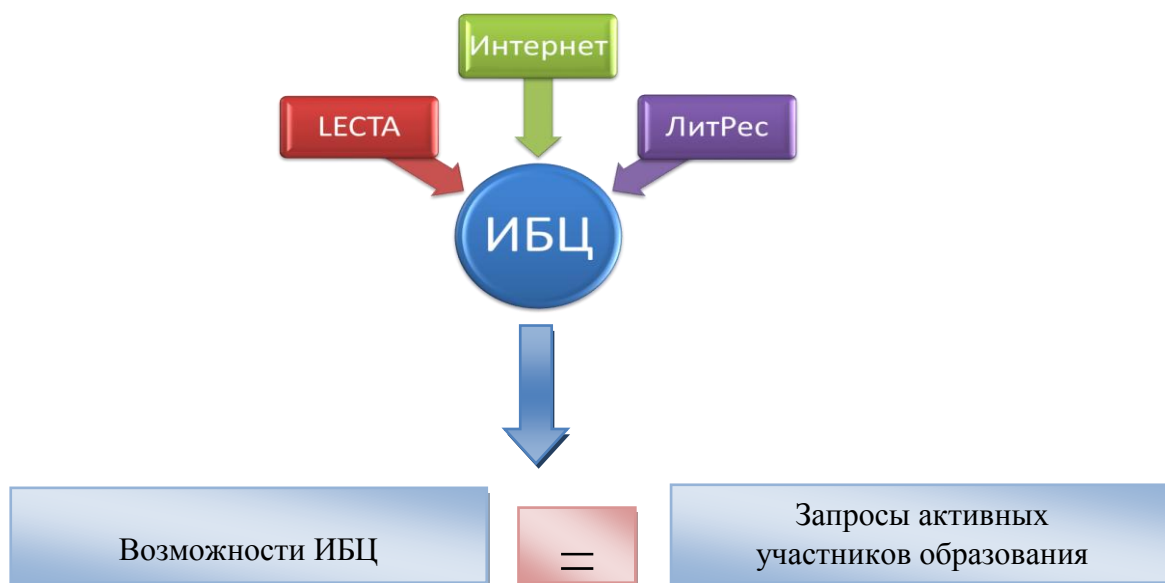 Интернет
LECTA
ЛитРес
ИБЦ
Возможности ИБЦ
=
Запросы активных
участников образования